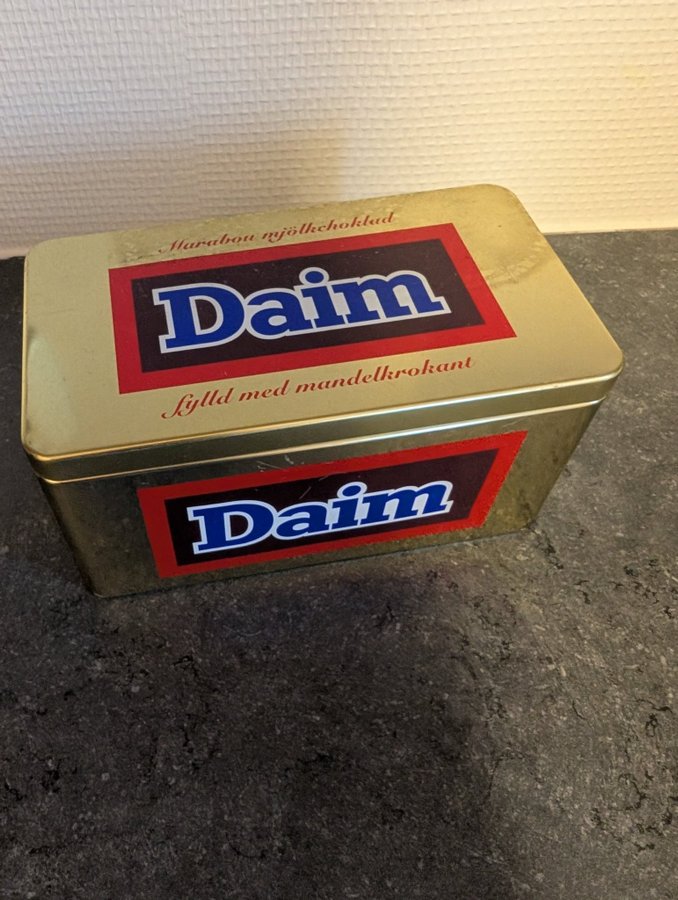 Marabou mjölkchoklad
Daim
fylld med mandelkrokant
Daim